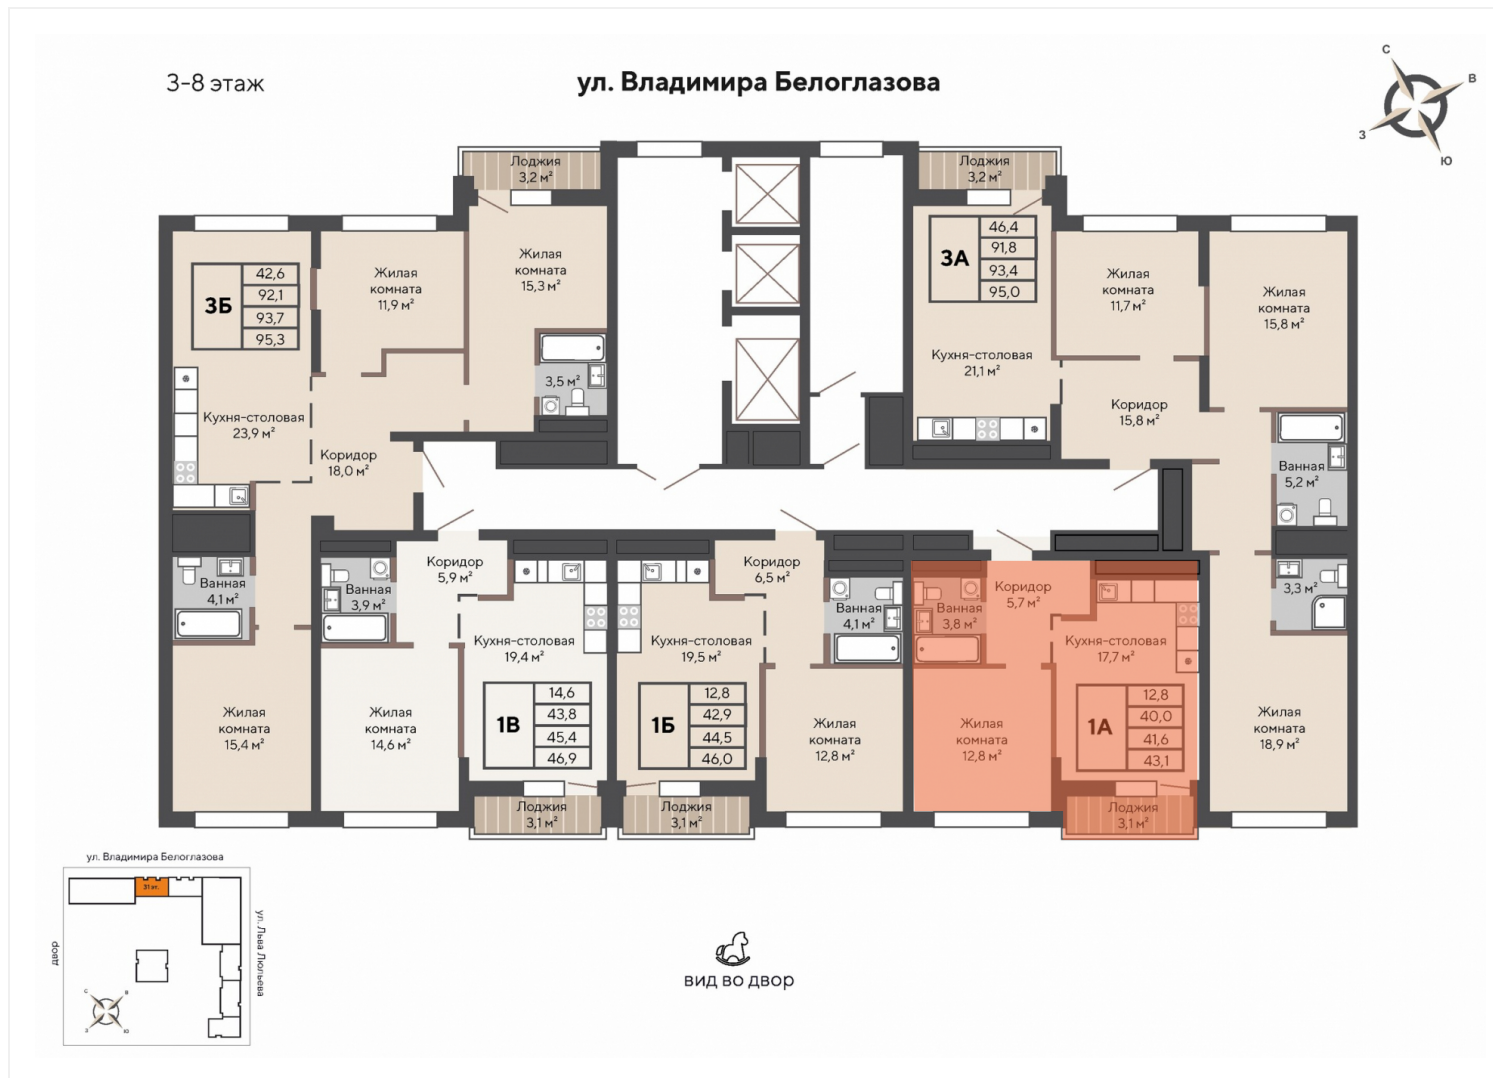 3-8 этаж
ул. Владимира Белоглазова
С
В
З
Ю
Лоджия
3,2 м²
Лоджия
3,2 м²
3Б
42,6
92,1
93,7
95,3
Жилая
комната
11,9 м²
Жилая
комната
15,3 м²
3А
46,4
91,8
93,4
95,0
Жилая
комната
11,7 м²
Жилая
комната
15,8 м²
3,5 м²
Кухня-столовая
23,9 м²
Коридор
18,0 м²
Кухня-столовая
21,1 м²
Коридор
15,8 м²
Ванная
5,2 м²
Ванная
4,1 м²
Ванная
3,9 м²
Коридор
5,9 м²
Коридор
6,5 м²
Ванная
4,1 м²
Ванная
3,8 м²
Коридор
5,7 м²
3,3 м²
Кухня-столовая
19,4 м²
Кухня-столовая
19,5 м²
Кухня-столовая
17,7 м²
Жилая
комната
15,4 м²
Жилая
комната
14,6 м²
1В
14,6
43,8
45,4
46,9
1Б
12,8
42,9
44,5
46,0
Жилая
комната
12,8 м²
Жилая
комната
12,8 м²
1А
12,8
40,0
41,6
43,1
Жилая
комната
18,9 м²
Лоджия
3,1 м²
Лоджия
3,1 м²
Лоджия
3,1 м²
ул. Владимира Белоглазова
31 эт.
двор
ул. Льва Люльева
С
В
З
Ю
вид во двор